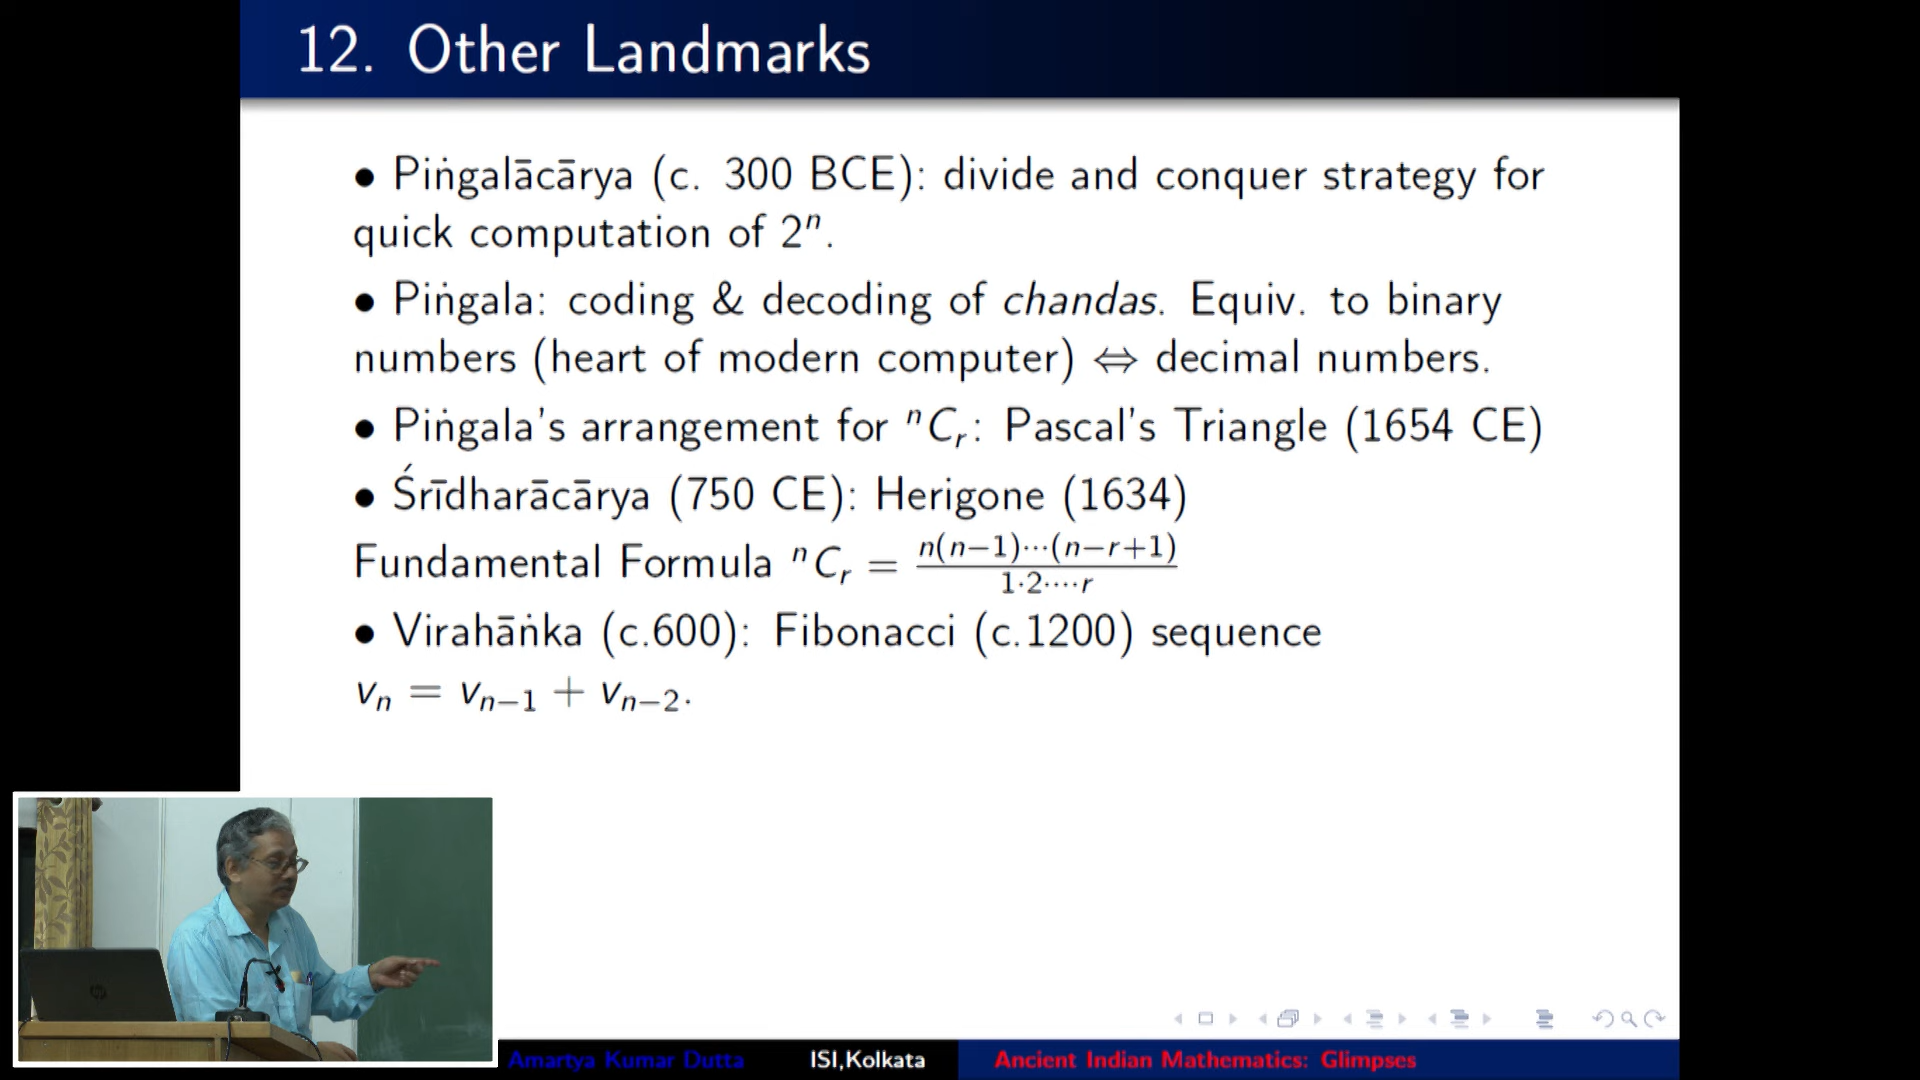 12. Other Landmarks
• Piṅgalācārya (c. 300 BCE): divide and conquer strategy for
quick computation of 2ⁿ.
• Piṅgala: coding & decoding of chandas. Equiv. to binary
numbers (heart of modern computer) ⇔ decimal numbers.
• Piṅgala's arrangement for ⁿCᵣ: Pascal's Triangle (1654 CE)
• Śrīdharācārya (750 CE): Herigone (1634)
Fundamental Formula ⁿCᵣ = n(n−1)⋯(n−r+1) / 1·2·⋯·r
• Virahāṅka (c.600): Fibonacci (c.1200) sequence
vₙ = vₙ₋₁ + vₙ₋₂.
Amartya Kumar Dutta ISI,Kolkata Ancient Indian Mathematics: Glimpses